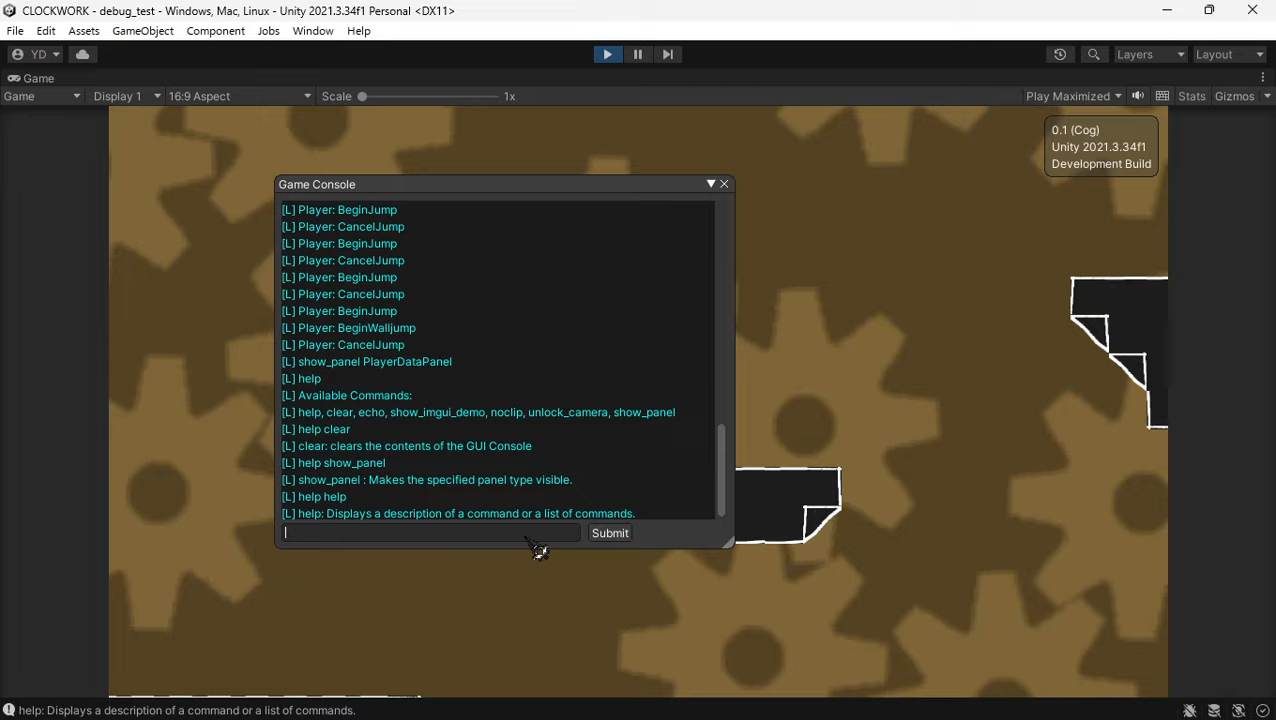 CLOCKWORK - debug_test - Windows, Mac, Linux - Unity 2021.3.34f1 Personal <DX11>
File Edit Assets GameObject Component Jobs Window Help
YD Layers Layout
Game
Game Display 1 16:9 Aspect Scale 1x Play Maximized Stats Gizmos
0.1 (Cog)
Unity 2021.3.34f1
Development Build
Game Console
[L] Player: BeginJump
[L] Player: CancelJump
[L] Player: BeginJump
[L] Player: CancelJump
[L] Player: BeginJump
[L] Player: CancelJump
[L] Player: BeginJump
[L] Player: BeginWalljump
[L] Player: CancelJump
[L] show_panel PlayerDataPanel
[L] help
[L] Available Commands:
[L] help, clear, echo, show_imgui_demo, noclip, unlock_camera, show_panel
[L] help clear
[L] clear: clears the contents of the GUI Console
[L] help show_panel
[L] show_panel : Makes the specified panel type visible.
[L] help help
[L] help: Displays a description of a command or a list of commands.
Submit
help: Displays a description of a command or a list of commands.